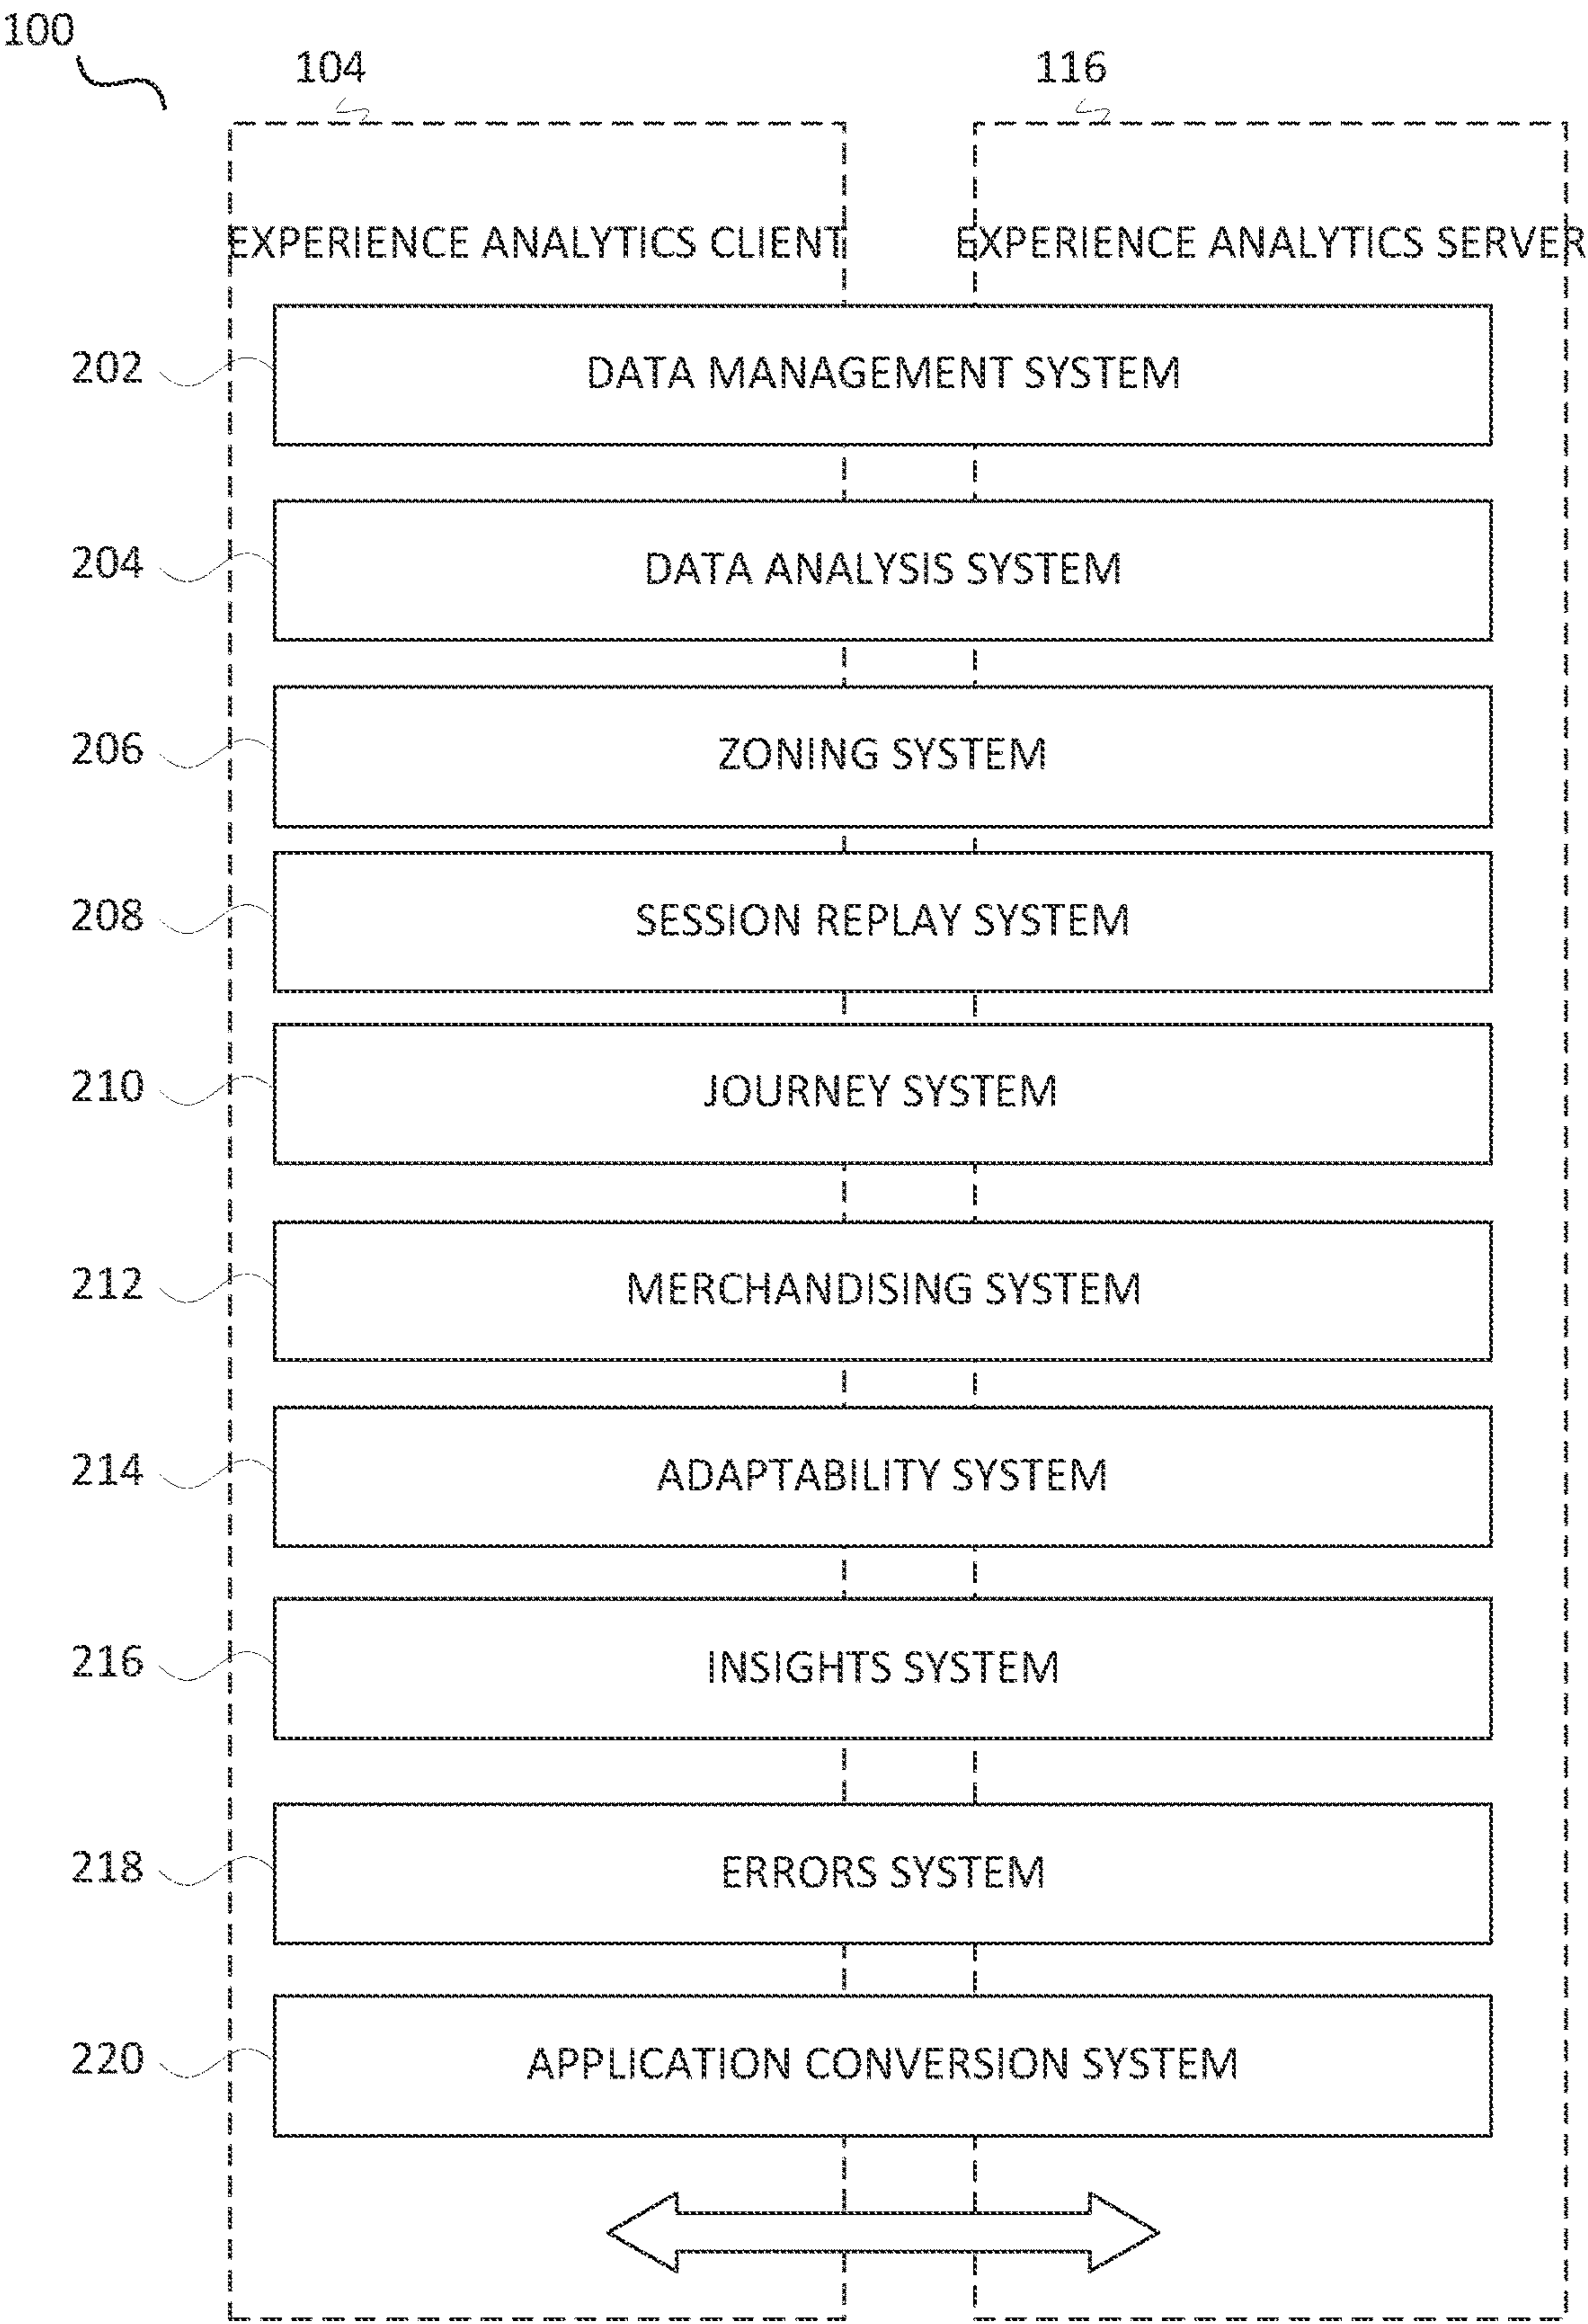 100
104
116
EXPERIENCE ANALYTICS CLIENT
EXPERIENCE ANALYTICS SERVER
202
DATA MANAGEMENT SYSTEM
204
DATA ANALYSIS SYSTEM
206
ZONING SYSTEM
208
SESSION REPLAY SYSTEM
210
JOURNEY SYSTEM
212
MERCHANDISING SYSTEM
214
ADAPTABILITY SYSTEM
216
INSIGHTS SYSTEM
218
ERRORS SYSTEM
220
APPLICATION CONVERSION SYSTEM